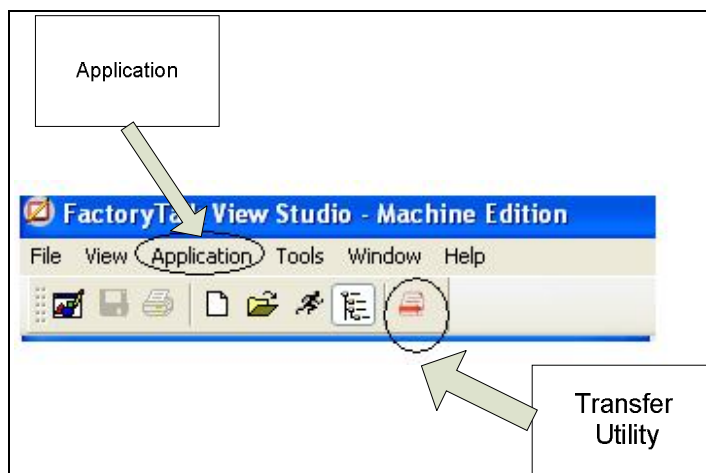 Application
FactoryTalk View Studio - Machine Edition
File View Application Tools Window Help
Transfer
Utility